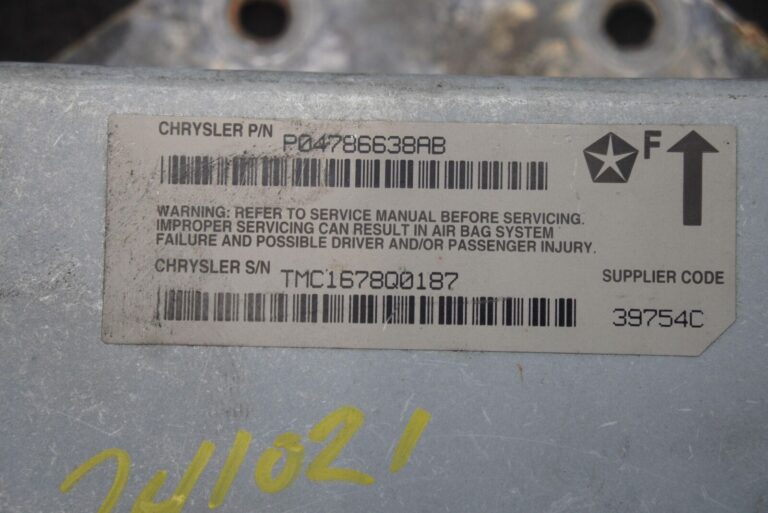 CHRYSLER P/N P04786638AB
F
WARNING: REFER TO SERVICE MANUAL BEFORE SERVICING.
IMPROPER SERVICING CAN RESULT IN AIR BAG SYSTEM
FAILURE AND POSSIBLE DRIVER AND/OR PASSENGER INJURY.
CHRYSLER S/N TMC1678Q0187
SUPPLIER CODE
39754C
241021